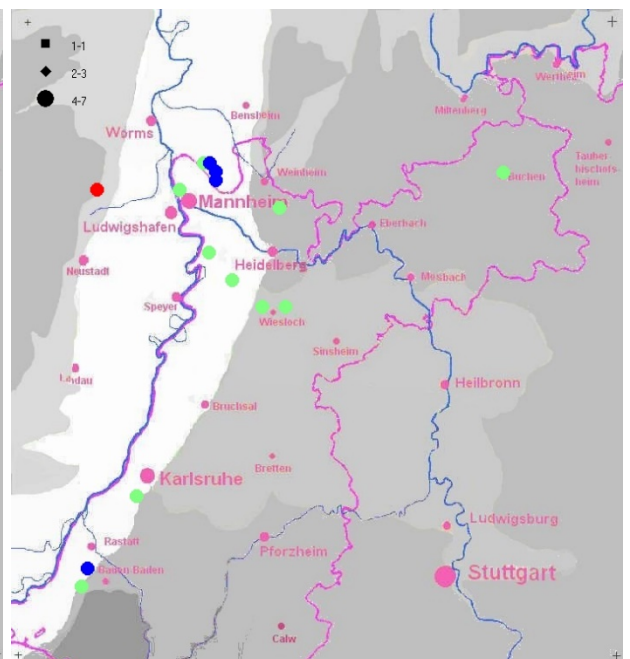 1-1
2-3
4-7
Bensheim
Worms
Miltenberg
Wertheim
Tauber
bischofs-
heim
Weinheim
Buchen
Mannheim
Ludwigshafen
Eberbach
Heidelberg
Neustadt
Mosbach
Speyer
Wiesloch
Sinsheim
Landau
Heilbronn
Bruchsal
Bretten
Karlsruhe
Ludwigsburg
Rastatt
Pforzheim
Baden Baden
Stuttgart
Calw